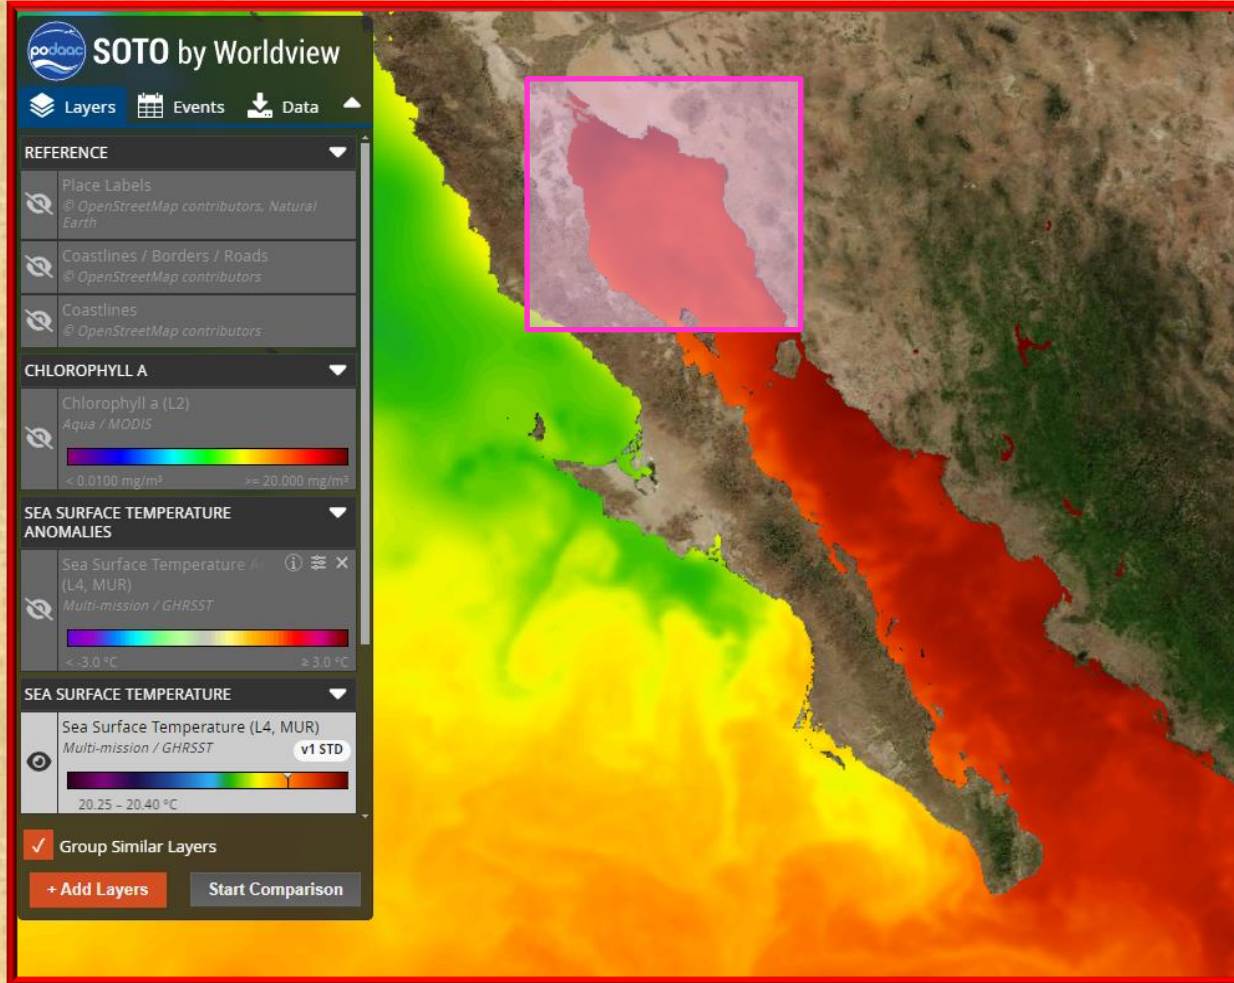 podaac SOTO by Worldview
Layers Events Data
REFERENCE
Place Labels
© OpenStreetMap contributors, Natural
Earth
Coastlines / Borders / Roads
© OpenStreetMap contributors
Coastlines
© OpenStreetMap contributors
CHLOROPHYLL A
Chlorophyll a (L2)
Aqua / MODIS
< 0.0100 mg/m³ >= 20.000 mg/m³
SEA SURFACE TEMPERATURE
ANOMALIES
Sea Surface Temperature
(L4, MUR)
Multi-mission / GHRSST
< -3.0 °C ≥ 3.0 °C
SEA SURFACE TEMPERATURE
Sea Surface Temperature (L4, MUR)
Multi-mission / GHRSST v1 STD
20.25 – 20.40 °C
Group Similar Layers
+ Add Layers Start Comparison